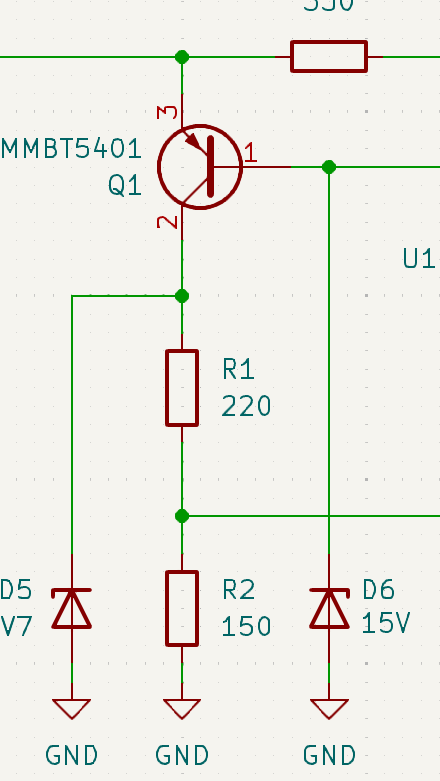 3
MMBT5401
1
Q1
2
U1
R1
220
D5
R2
D6
V7
150
15V
GND
GND
GND